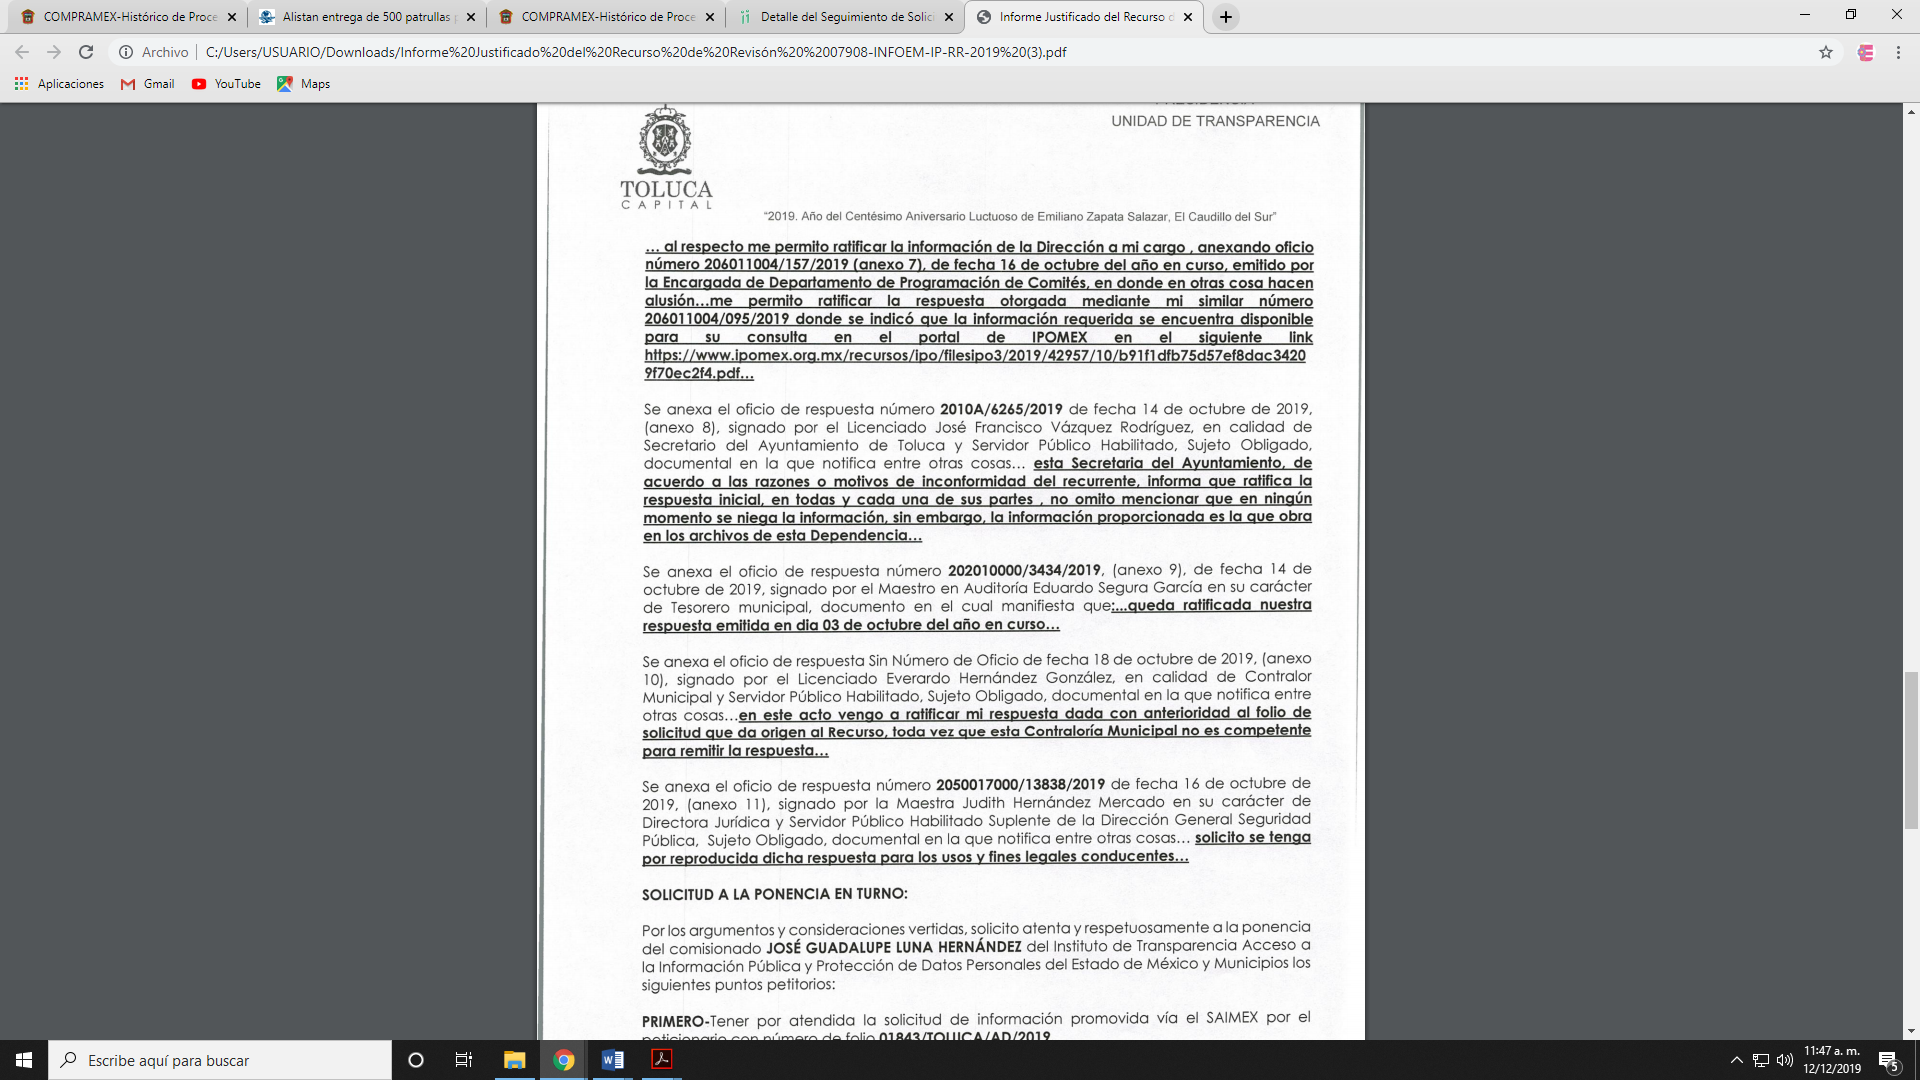 COMPRAMEX-Histórico de Proce
Alistan entrega de 500 patrullas
COMPRAMEX-Histórico de Proce
Detalle del Seguimiento de Solici
Informe Justificado del Recurso d
Archivo
C:/Users/USUARIO/Downloads/Informe%20Justificado%20del%20Recurso%20de%20Revisón%20%2007908-INFOEM-IP-RR-2019%20(3).pdf
Aplicaciones
Gmail
YouTube
Maps
UNIDAD DE TRANSPARENCIA
TOLUCA
CAPITAL
"2019. Año del Centésimo Aniversario Luctuoso de Emiliano Zapata Salazar, El Caudillo del Sur"
… al respecto me permito ratificar la información de la Dirección a mi cargo , anexando oficio
número 206011004/157/2019 (anexo 7), de fecha 16 de octubre del año en curso, emitido por
la Encargada de Departamento de Programación de Comités, en donde en otras cosa hacen
alusión…me permito ratificar la respuesta otorgada mediante mi similar número
206011004/095/2019 donde se indicó que la información requerida se encuentra disponible
para su consulta en el portal de IPOMEX en el siguiente link
https://www.ipomex.org.mx/recursos/ipo/filesipo3/2019/42957/10/b91f1dfb75d57ef8dac3420
9f70ec2f4.pdf…
Se anexa el oficio de respuesta número 2010A/6265/2019 de fecha 14 de octubre de 2019,
(anexo 8), signado por el Licenciado José Francisco Vázquez Rodríguez, en calidad de
Secretario del Ayuntamiento de Toluca y Servidor Público Habilitado, Sujeto Obligado,
documental en la que notifica entre otras cosas… esta Secretaria del Ayuntamiento, de
acuerdo a las razones o motivos de inconformidad del recurrente, informa que ratifica la
respuesta inicial, en todas y cada una de sus partes , no omito mencionar que en ningún
momento se niega la información, sin embargo, la información proporcionada es la que obra
en los archivos de esta Dependencia…
Se anexa el oficio de respuesta número 202010000/3434/2019, (anexo 9), de fecha 14 de
octubre de 2019, signado por el Maestro en Auditoría Eduardo Segura García en su carácter
de Tesorero municipal, documento en el cual manifiesta que:...queda ratificada nuestra
respuesta emitida en dia 03 de octubre del año en curso…
Se anexa el oficio de respuesta Sin Número de Oficio de fecha 18 de octubre de 2019, (anexo
10), signado por el Licenciado Everardo Hernández González, en calidad de Contralor
Municipal y Servidor Público Habilitado, Sujeto Obligado, documental en la que notifica entre
otras cosas…en este acto vengo a ratificar mi respuesta dada con anterioridad al folio de
solicitud que da origen al Recurso, toda vez que esta Contraloría Municipal no es competente
para remitir la respuesta…
Se anexa el oficio de respuesta número 2050017000/13838/2019 de fecha 16 de octubre de
2019, (anexo 11), signado por la Maestra Judith Hernández Mercado en su carácter de
Directora Jurídica y Servidor Público Habilitado Suplente de la Dirección General Seguridad
Pública, Sujeto Obligado, documental en la que notifica entre otras cosas… solicito se tenga
por reproducida dicha respuesta para los usos y fines legales conducentes…
SOLICITUD A LA PONENCIA EN TURNO:
Por los argumentos y consideraciones vertidas, solicito atenta y respetuosamente a la ponencia
del comisionado JOSÉ GUADALUPE LUNA HERNÁNDEZ del Instituto de Transparencia Acceso a
la Información Pública y Protección de Datos Personales del Estado de México y Municipios los
siguientes puntos petitorios:
PRIMERO-Tener por atendida la solicitud de información promovida vía el SAIMEX por el
peticionario con número de folio 01843/TOLUCA/AD/2019
Escribe aquí para buscar
11:47 a. m.
12/12/2019
5